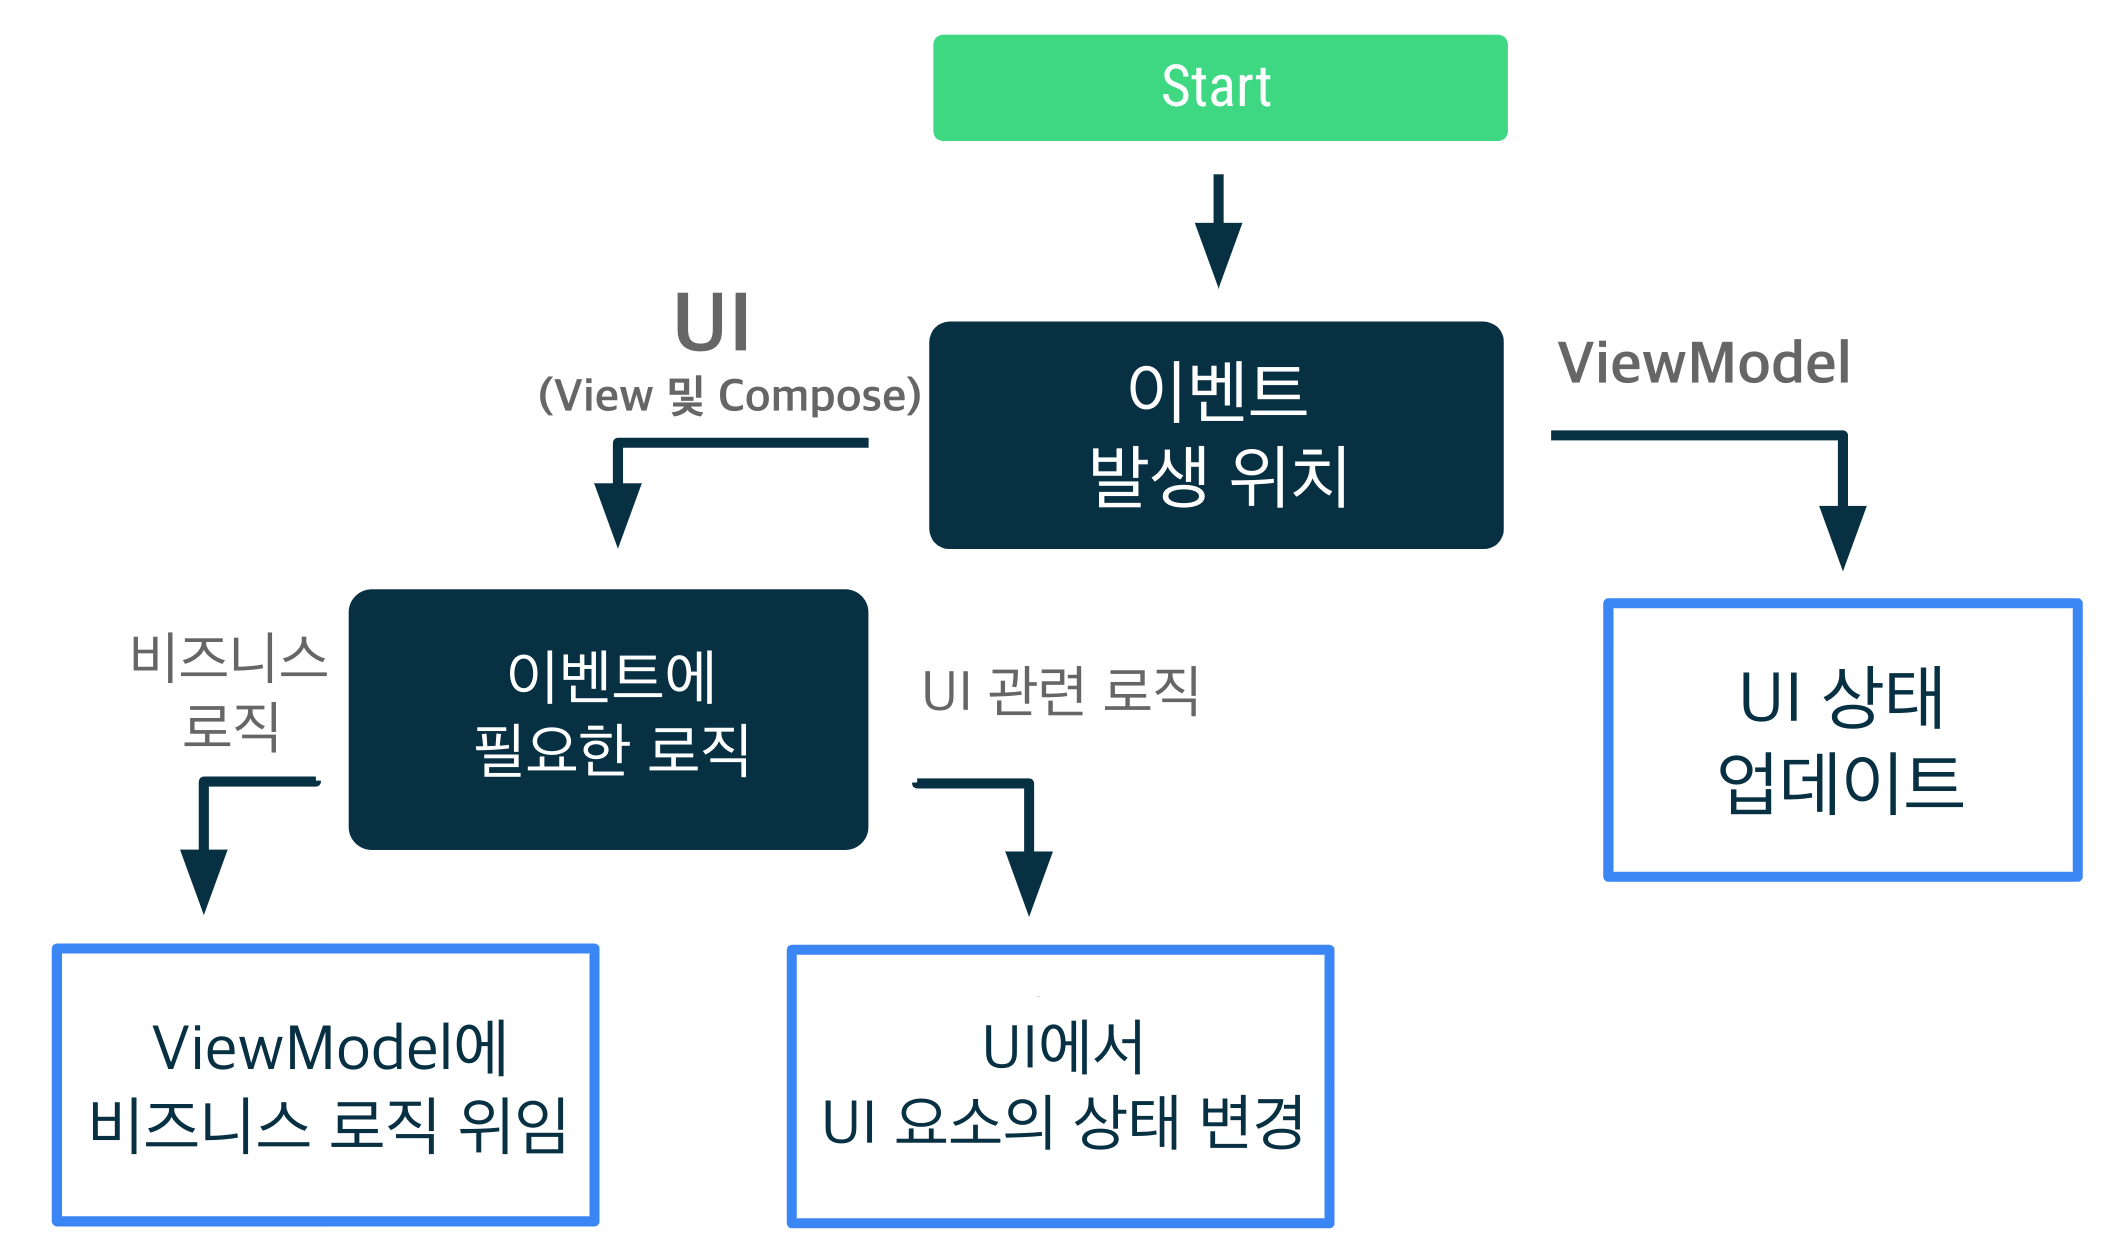 Start
UI
(View 및 Compose)
이벤트
발생 위치
ViewModel
비즈니스
로직
이벤트에
필요한 로직
UI 관련 로직
UI 상태
업데이트
ViewModel에
비즈니스 로직 위임
UI에서
UI 요소의 상태 변경